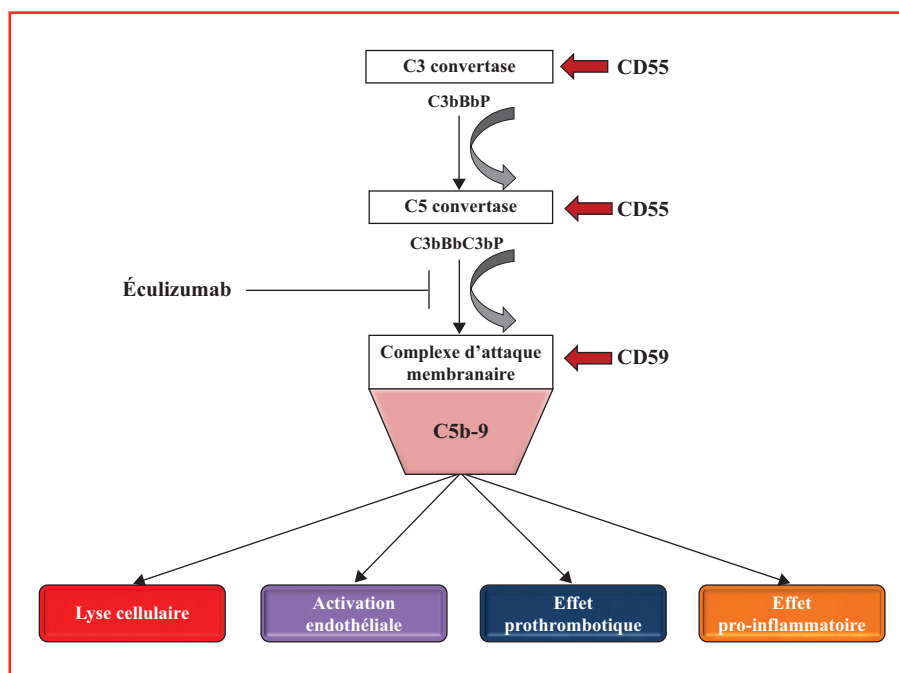 C3 convertase
CD55
C3bBbP
C5 convertase
CD55
C3bBbC3bP
Éculizumab
Complexe d'attaque
membranaire
CD59
C5b-9
Lyse cellulaire
Activation
endothéliale
Effet
prothrombotique
Effet
pro-inflammatoire